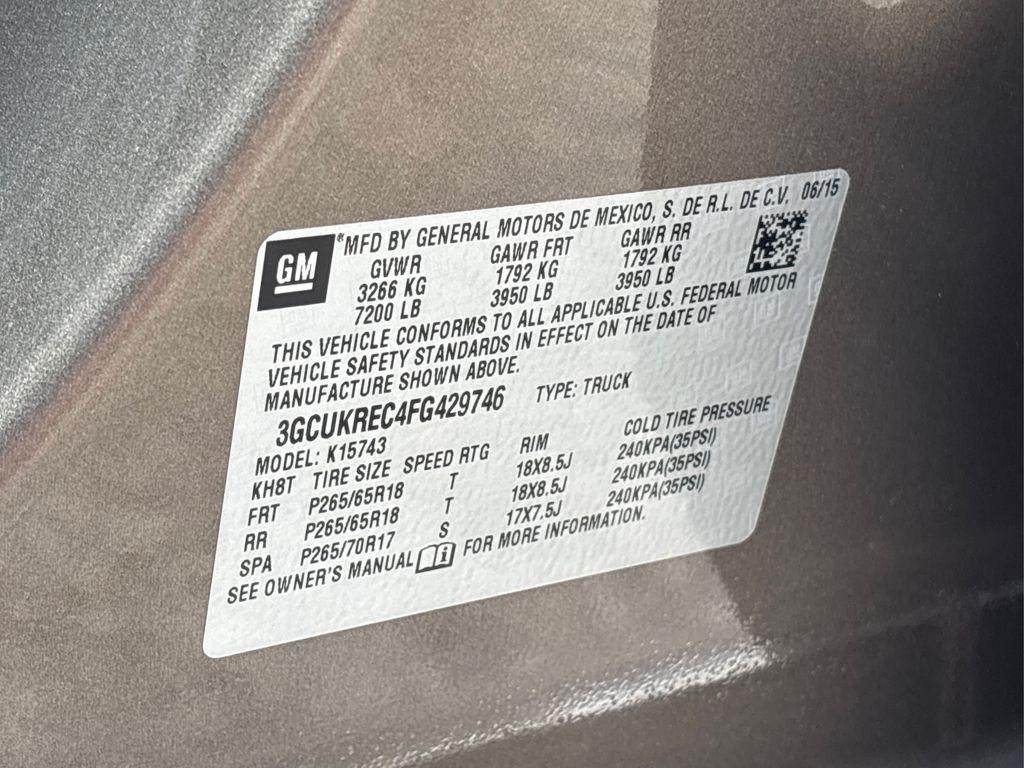 GM
®MFD BY GENERAL MOTORS DE MEXICO, S. DE R.L. DE C.V. 06/15
GVWR GAWR FRT GAWR RR
3266 KG 1792 KG 1792 KG
7200 LB 3950 LB 3950 LB
THIS VEHICLE CONFORMS TO ALL APPLICABLE U.S. FEDERAL MOTOR
VEHICLE SAFETY STANDARDS IN EFFECT ON THE DATE OF
MANUFACTURE SHOWN ABOVE.
3GCUKREC4FG429746 TYPE: TRUCK
MODEL: K15743
KH8T TIRE SIZE SPEED RTG RIM COLD TIRE PRESSURE
FRT P265/65R18 T 18X8.5J 240KPA(35PSI)
RR P265/65R18 T 18X8.5J 240KPA(35PSI)
SPA P265/70R17 S 17X7.5J 240KPA(35PSI)
SEE OWNER'S MANUAL i FOR MORE INFORMATION.